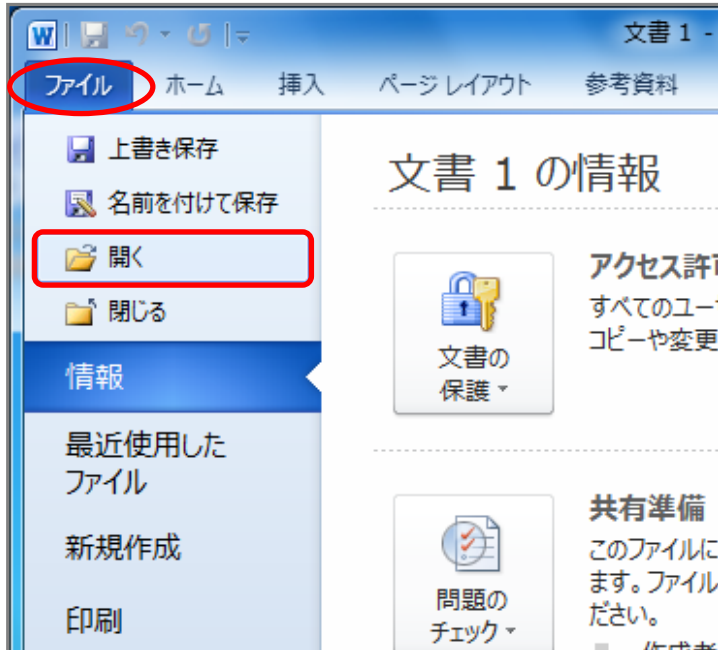 文書 1 -
ファイル ホーム 挿入 ページ レイアウト 参考資料
上書き保存
名前を付けて保存
開く
閉じる
情報
最近使用した
ファイル
新規作成
印刷
文書 1 の情報
文書の
保護
アクセス許
すべてのユー
コピーや変更
問題の
チェック
共有準備
このファイルに
ます。ファイル
ださい。